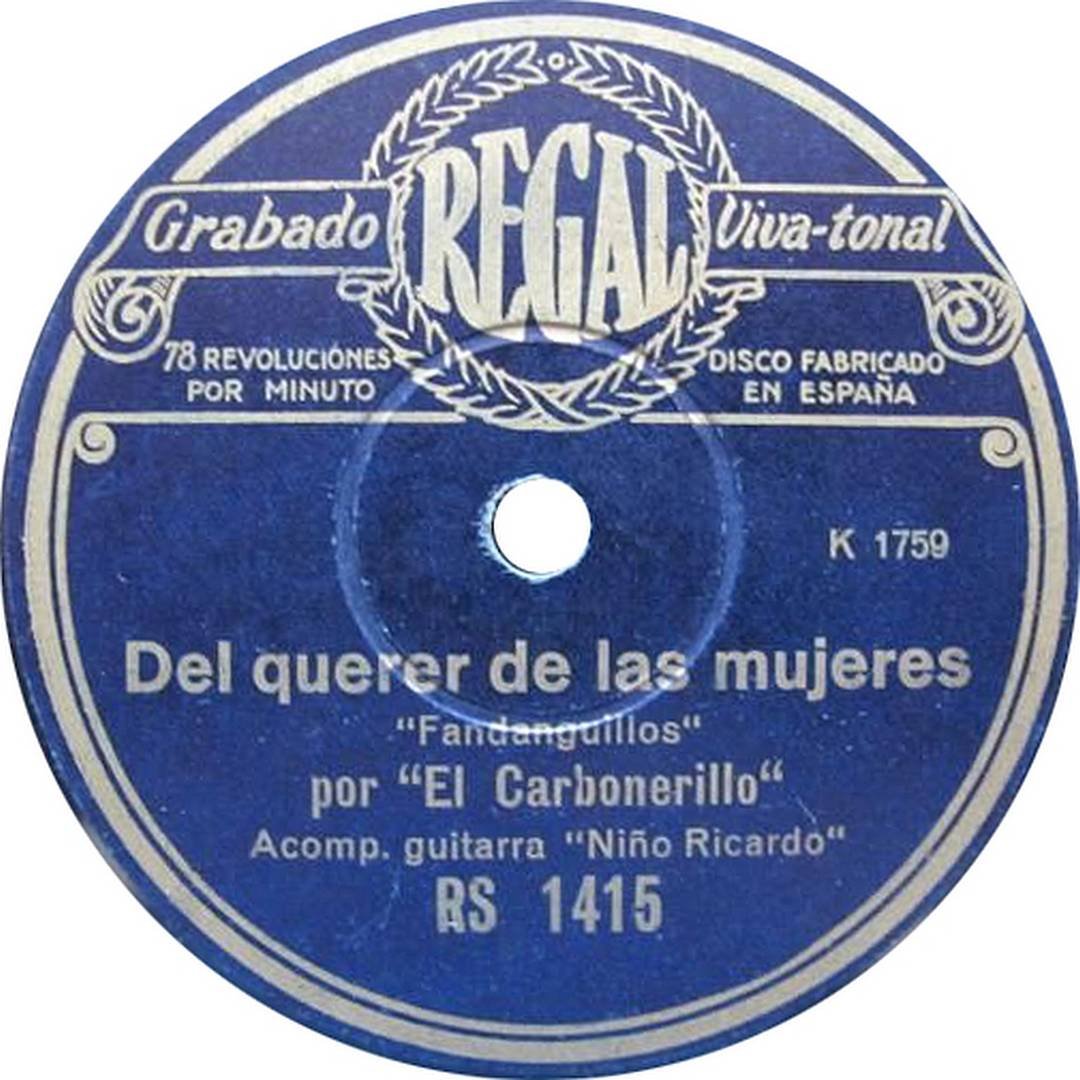 REGAL
Grabado
Viva-tonal
78 REVOLUCIÓNES
POR MINUTO
DISCO FABRICADO
EN ESPAÑA
K 1759
Del querer de las mujeres
“Fandanguillos“
por “El Carbonerillo“
Acomp. guitarra “Niño Ricardo“
RS 1415